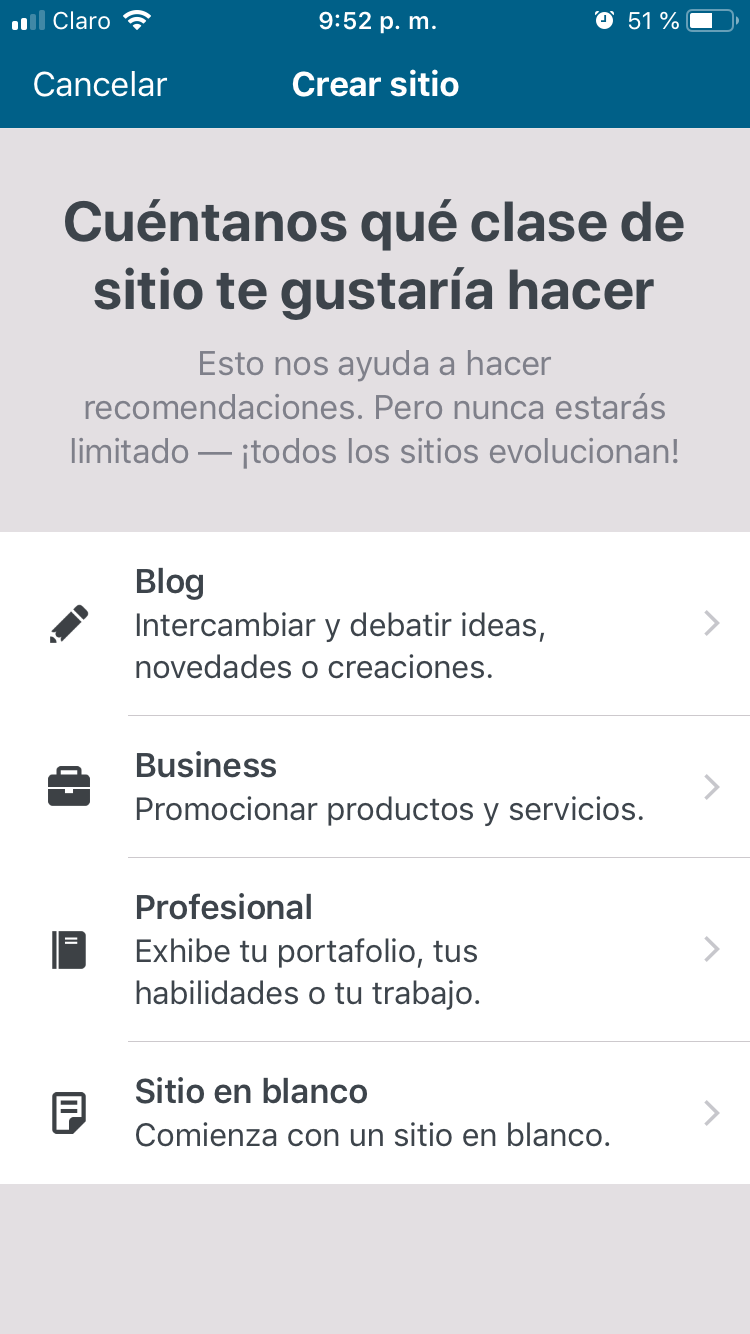 Claro 9:52 p. m. 51 %
Cancelar Crear sitio
Cuéntanos qué clase de
sitio te gustaría hacer
Esto nos ayuda a hacer
recomendaciones. Pero nunca estarás
limitado — ¡todos los sitios evolucionan!
Blog
Intercambiar y debatir ideas,
novedades o creaciones.
Business
Promocionar productos y servicios.
Profesional
Exhibe tu portafolio, tus
habilidades o tu trabajo.
Sitio en blanco
Comienza con un sitio en blanco.